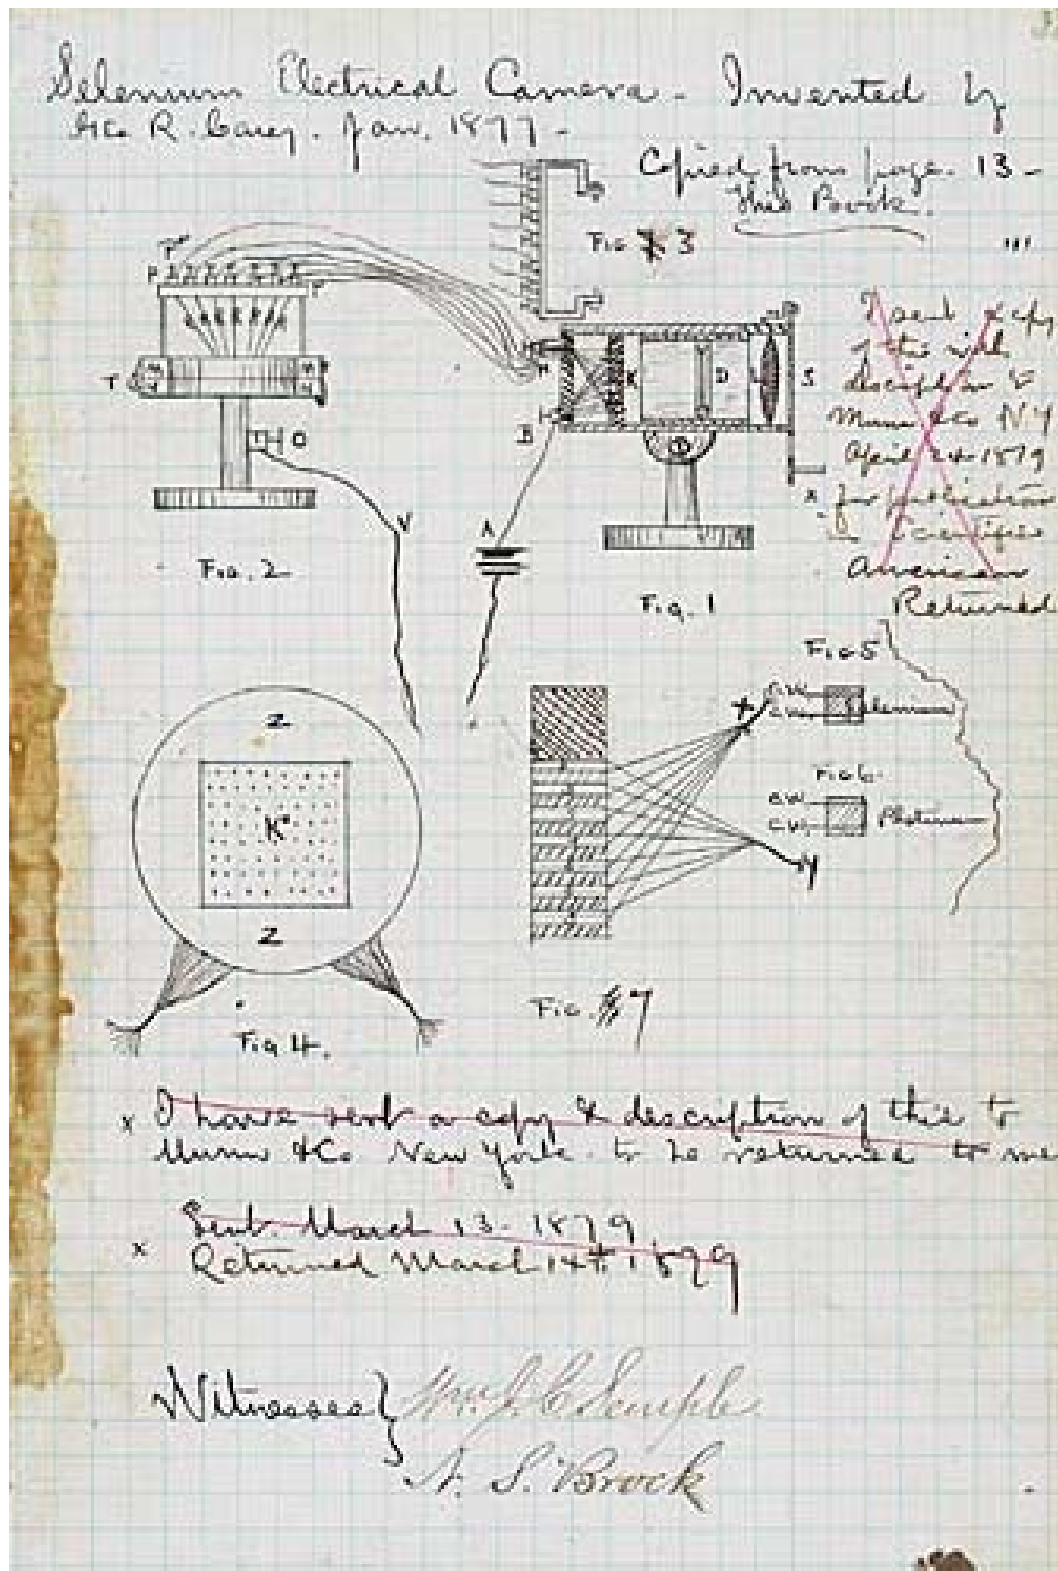 Selenium Electrical Camera - Invented by
Geo R. Carey. Jan. 1877 -
Copied from page 13 -
This Book.
Fig 3
"'
I sent a copy
of this with
description to
Munn & Co N.Y
April 24 1879
x for publication
in Scientific
American
Returned
P
P
T
O
V
Fig. 2
B
A
K
D
L
S
Fig. 1
Z
K"
Z
Fig 4.
Fig 5
C.W.
C.W.
Selenium
Fig 6
C.W.
C.W.
Platinum
X
Y
Fig. 7
x I have sent a copy & description of this to
Munn & Co New York. to be returned to me
Sent. March 13 - 1879
x Returned March 14th 1879
Witnesses } Wm. J. C. Semple
A. S. Brock